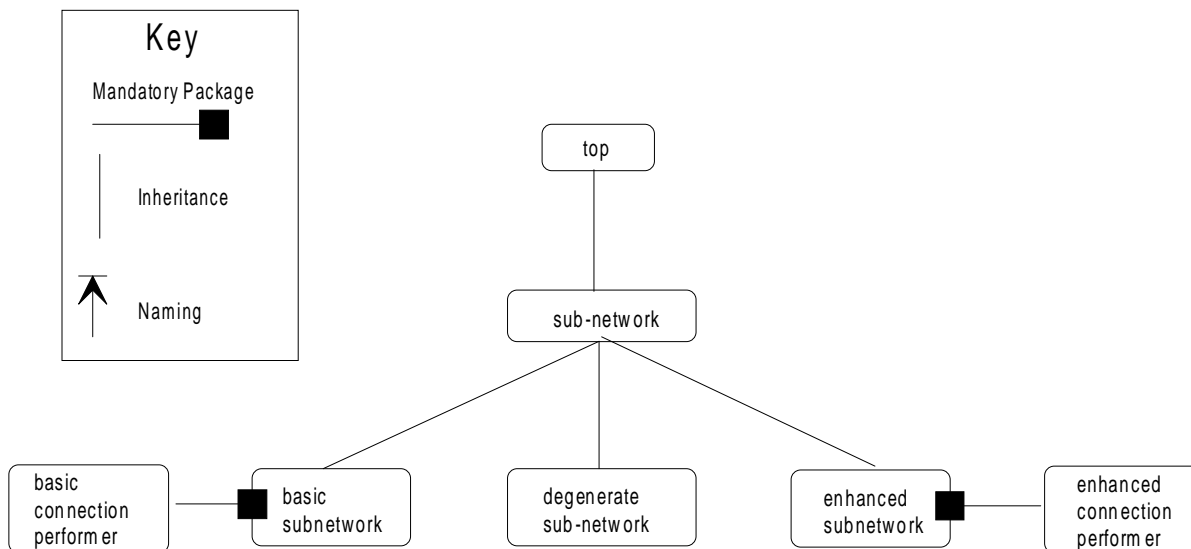 Key
Mandatory Package
Inheritance
Naming
top
sub-network
basic
connection
performer
basic
subnetwork
degenerate
sub-network
enhanced
subnetwork
enhanced
connection
performer